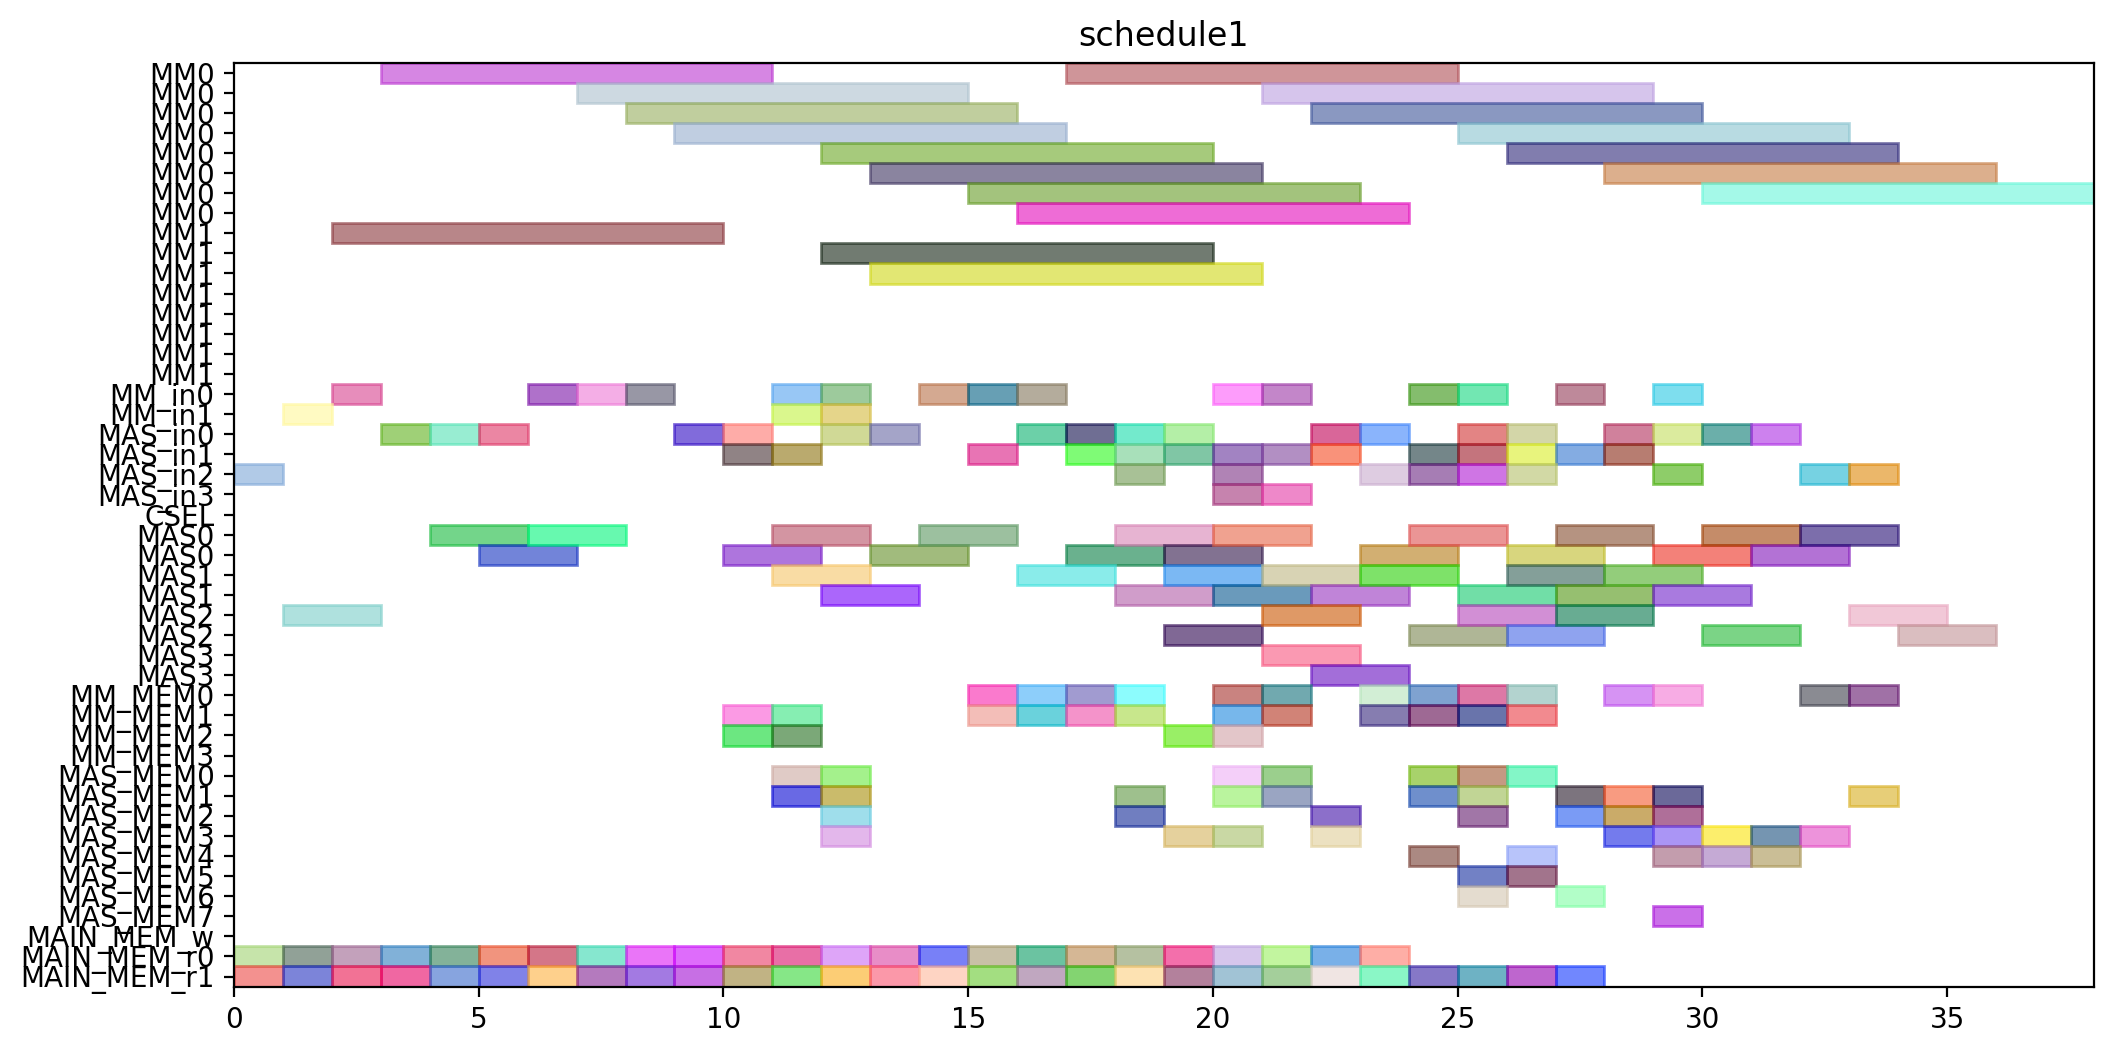 schedule1
MM0
MM0
MM0
MM0
MM0
MM0
MM0
MM0
MM1
MM1
MM1
MM1
MM1
MM1
MM1
MM1
MM_in0
MM_in1
MAS_in0
MAS_in1
MAS_in2
MAS_in3
CSEL
MAS0
MAS0
MAS1
MAS1
MAS2
MAS2
MAS3
MAS3
MM_MEM0
MM_MEM1
MM_MEM2
MM_MEM3
MAS_MEM0
MAS_MEM1
MAS_MEM2
MAS_MEM3
MAS_MEM4
MAS_MEM5
MAS_MEM6
MAS_MEM7
MAIN_MEM_w
MAIN_MEM_r0
MAIN_MEM_r1
0 5 10 15 20 25 30 35